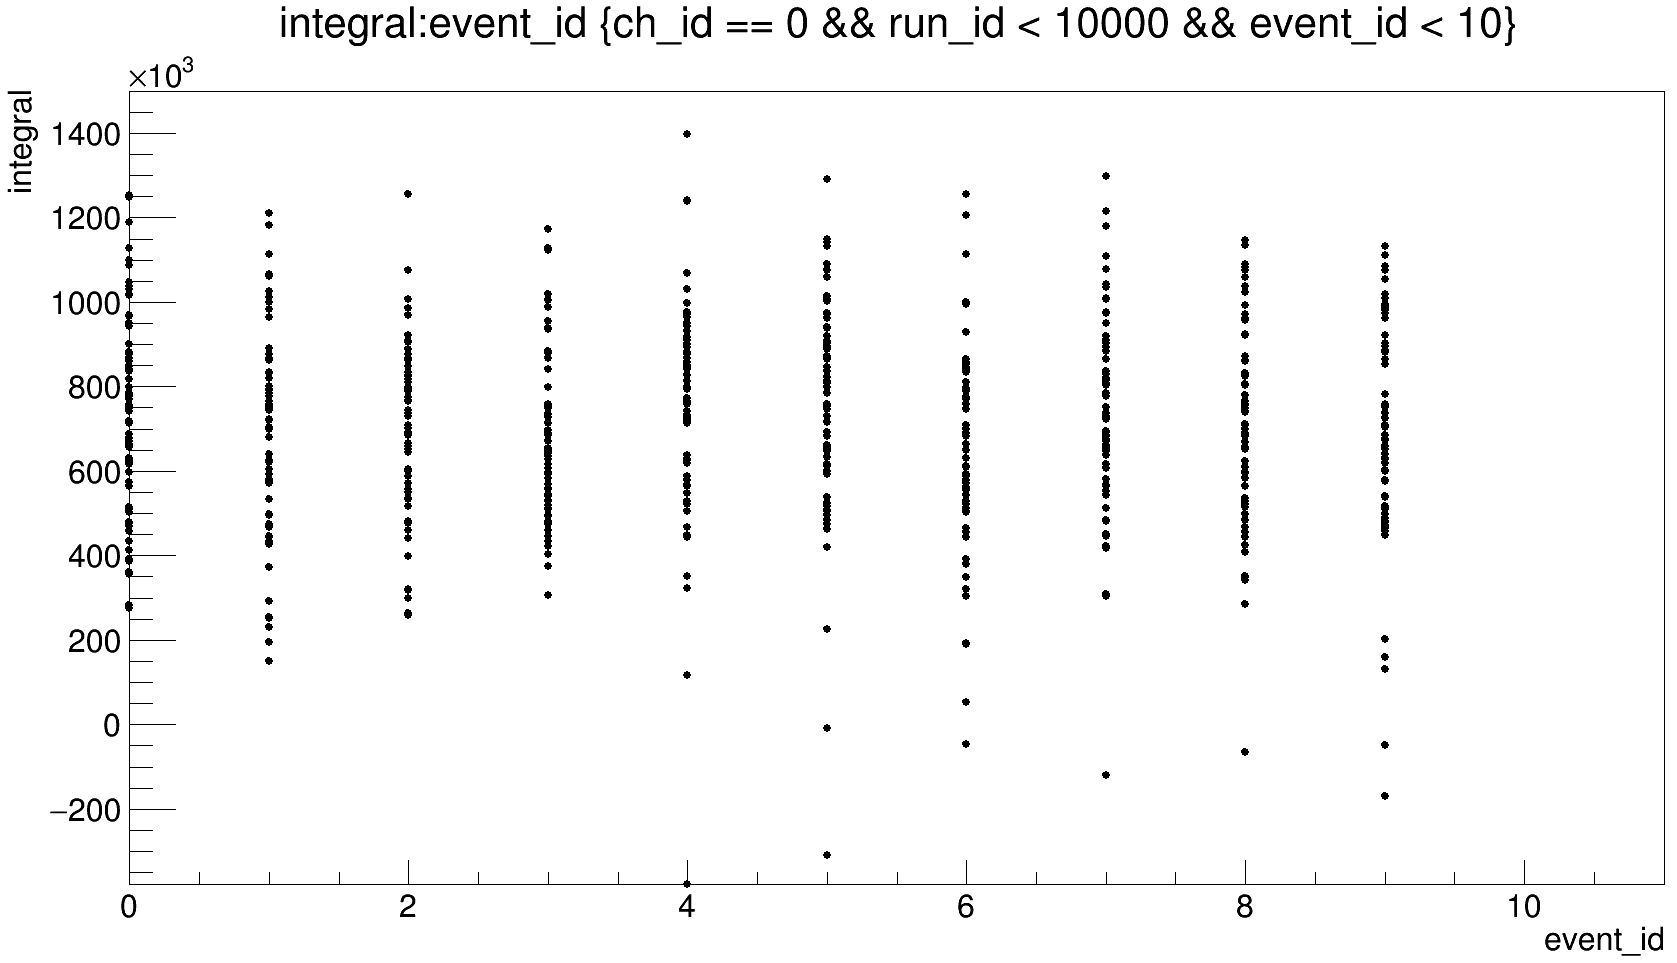 integral:event_id {ch_id == 0 && run_id < 10000 && event_id < 10}
×10³
integral
1400
1200
1000
800
600
400
200
0
−200
0 2 4 6 8 10
event_id